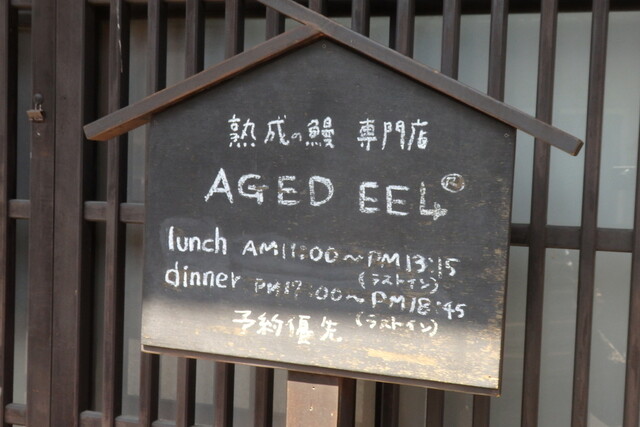 熟成の鰻 専門店
AGED EEL®
lunch AM11:00〜PM13:15
(ラストイン)
dinner PM17:00〜PM18:45
(ラストイン)
予約優先